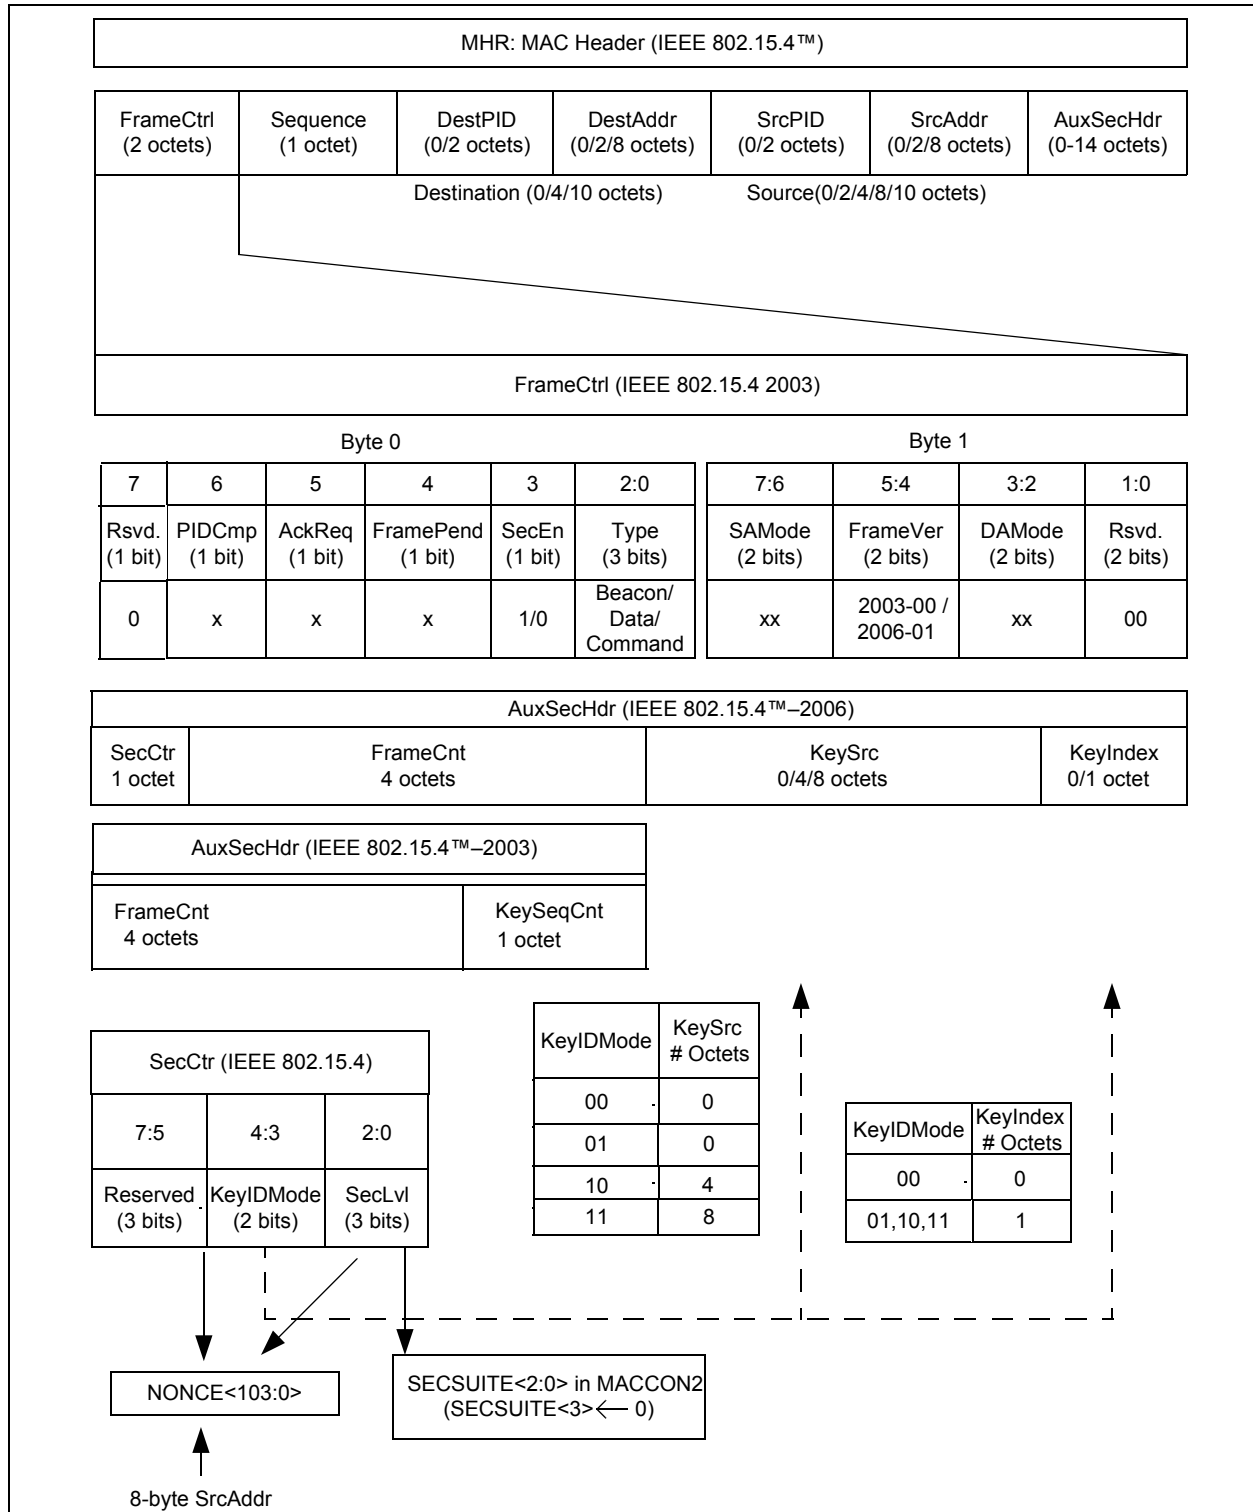 MHR: MAC Header (IEEE 802.15.4™)
FrameCtrl Sequence DestPID DestAddr SrcPID SrcAddr AuxSecHdr
(2 octets) (1 octet) (0/2 octets) (0/2/8 octets) (0/2 octets) (0/2/8 octets) (0-14 octets)
Destination (0/4/10 octets) Source(0/2/4/8/10 octets)
FrameCtrl (IEEE 802.15.4 2003)
Byte 0 Byte 1
7 6 5 4 3 2:0 7:6 5:4 3:2 1:0
Rsvd. PIDCmp AckReq FramePend SecEn Type SAMode FrameVer DAMode Rsvd.
(1 bit) (1 bit) (1 bit) (1 bit) (1 bit) (3 bits) (2 bits) (2 bits) (2 bits) (2 bits)
0 x x x 1/0 Beacon/ Data/ Command xx 2003-00 / 2006-01 xx 00
AuxSecHdr (IEEE 802.15.4™–2006)
SecCtr FrameCnt KeySrc KeyIndex
1 octet 4 octets 0/4/8 octets 0/1 octet
AuxSecHdr (IEEE 802.15.4™–2003)
FrameCnt KeySeqCnt
4 octets 1 octet
SecCtr (IEEE 802.15.4)
7:5 4:3 2:0
Reserved KeyIDMode SecLvl
(3 bits) (2 bits) (3 bits)
KeyIDMode KeySrc # Octets
00 0
01 0
10 4
11 8
KeyIDMode KeyIndex # Octets
00 0
01,10,11 1
NONCE<103:0>
SECSUITE<2:0> in MACCON2
(SECSUITE<3>← 0)
8-byte SrcAddr